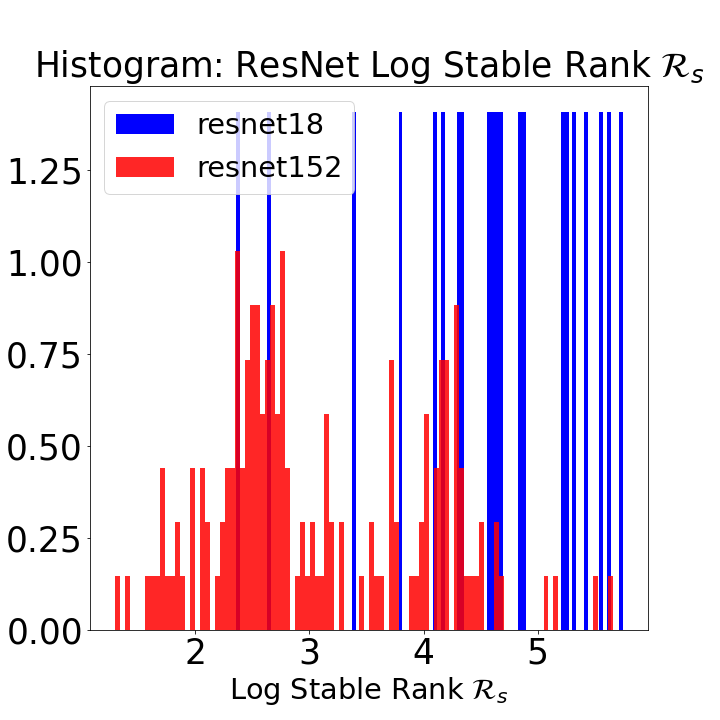 Histogram: ResNet Log Stable Rank $\mathcal{R}_s$
resnet18
resnet152
1.25
1.00
0.75
0.50
0.25
0.00
2 3 4 5
Log Stable Rank $\mathcal{R}_s$